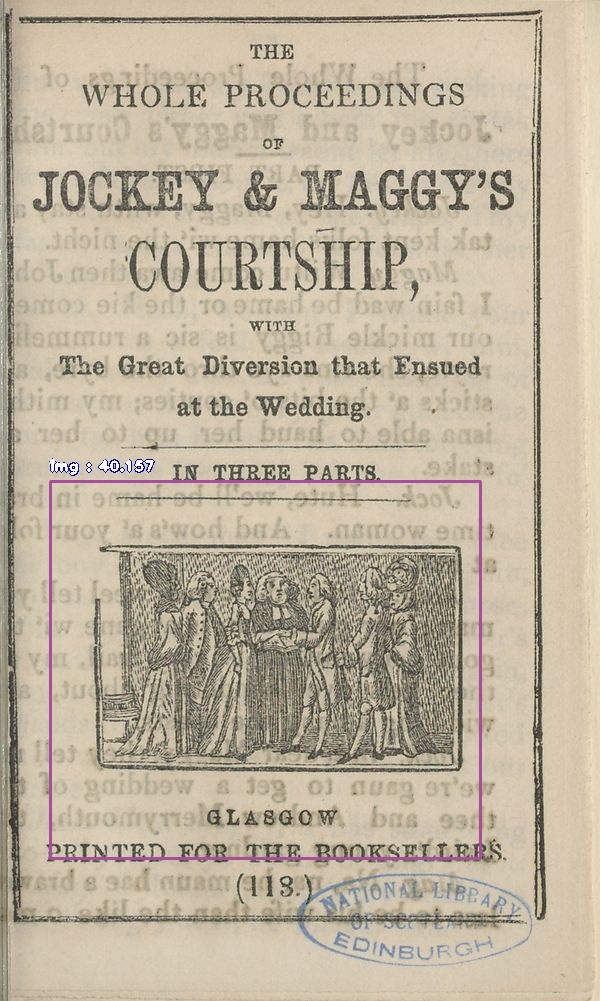 THE
WHOLE PROCEEDINGS
OF
JOCKEY & MAGGY'S
COURTSHIP,
WITH
The Great Diversion that Ensued
at the Wedding.
img : 40.157
IN THREE PARTS.
GLASGOW
PRINTED FOR THE BOOKSELLERS.
(113.)
NATIONAL LIBRARY
OF SCOTLAND
EDINBURGH